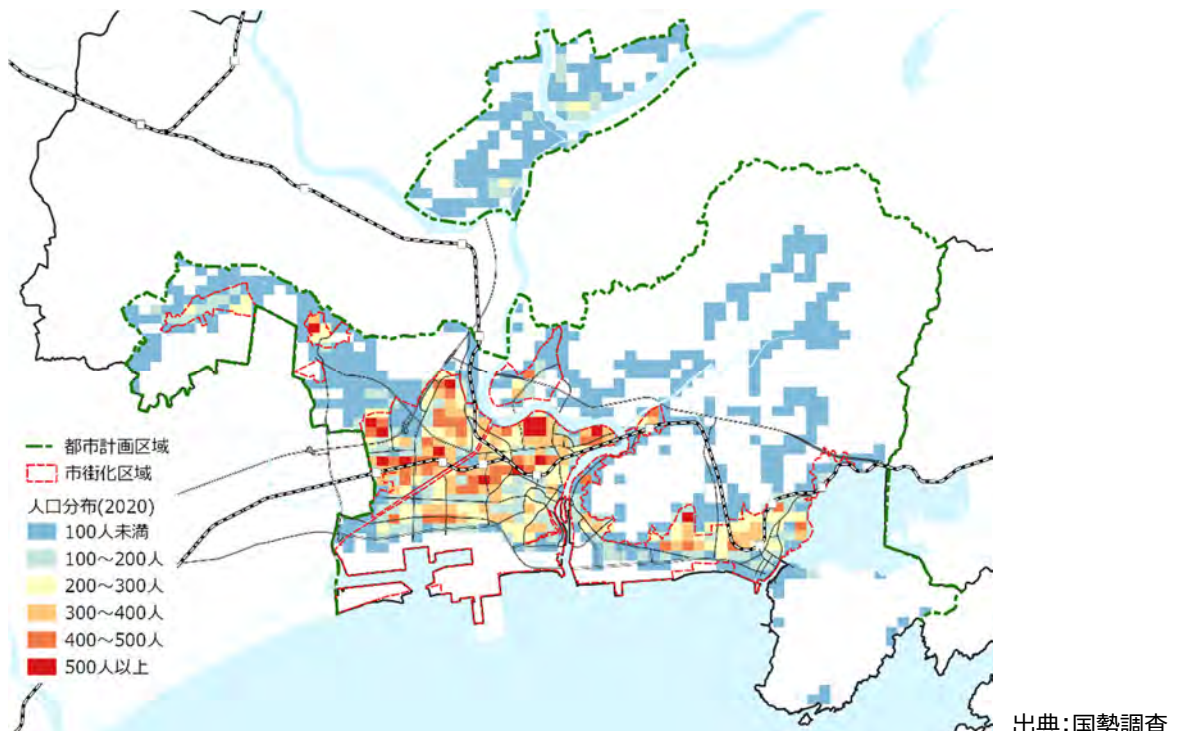 都市計画区域
市街化区域
人口分布(2020)
100人未満
100～200人
200～300人
300～400人
400～500人
500人以上
出典：国勢調査